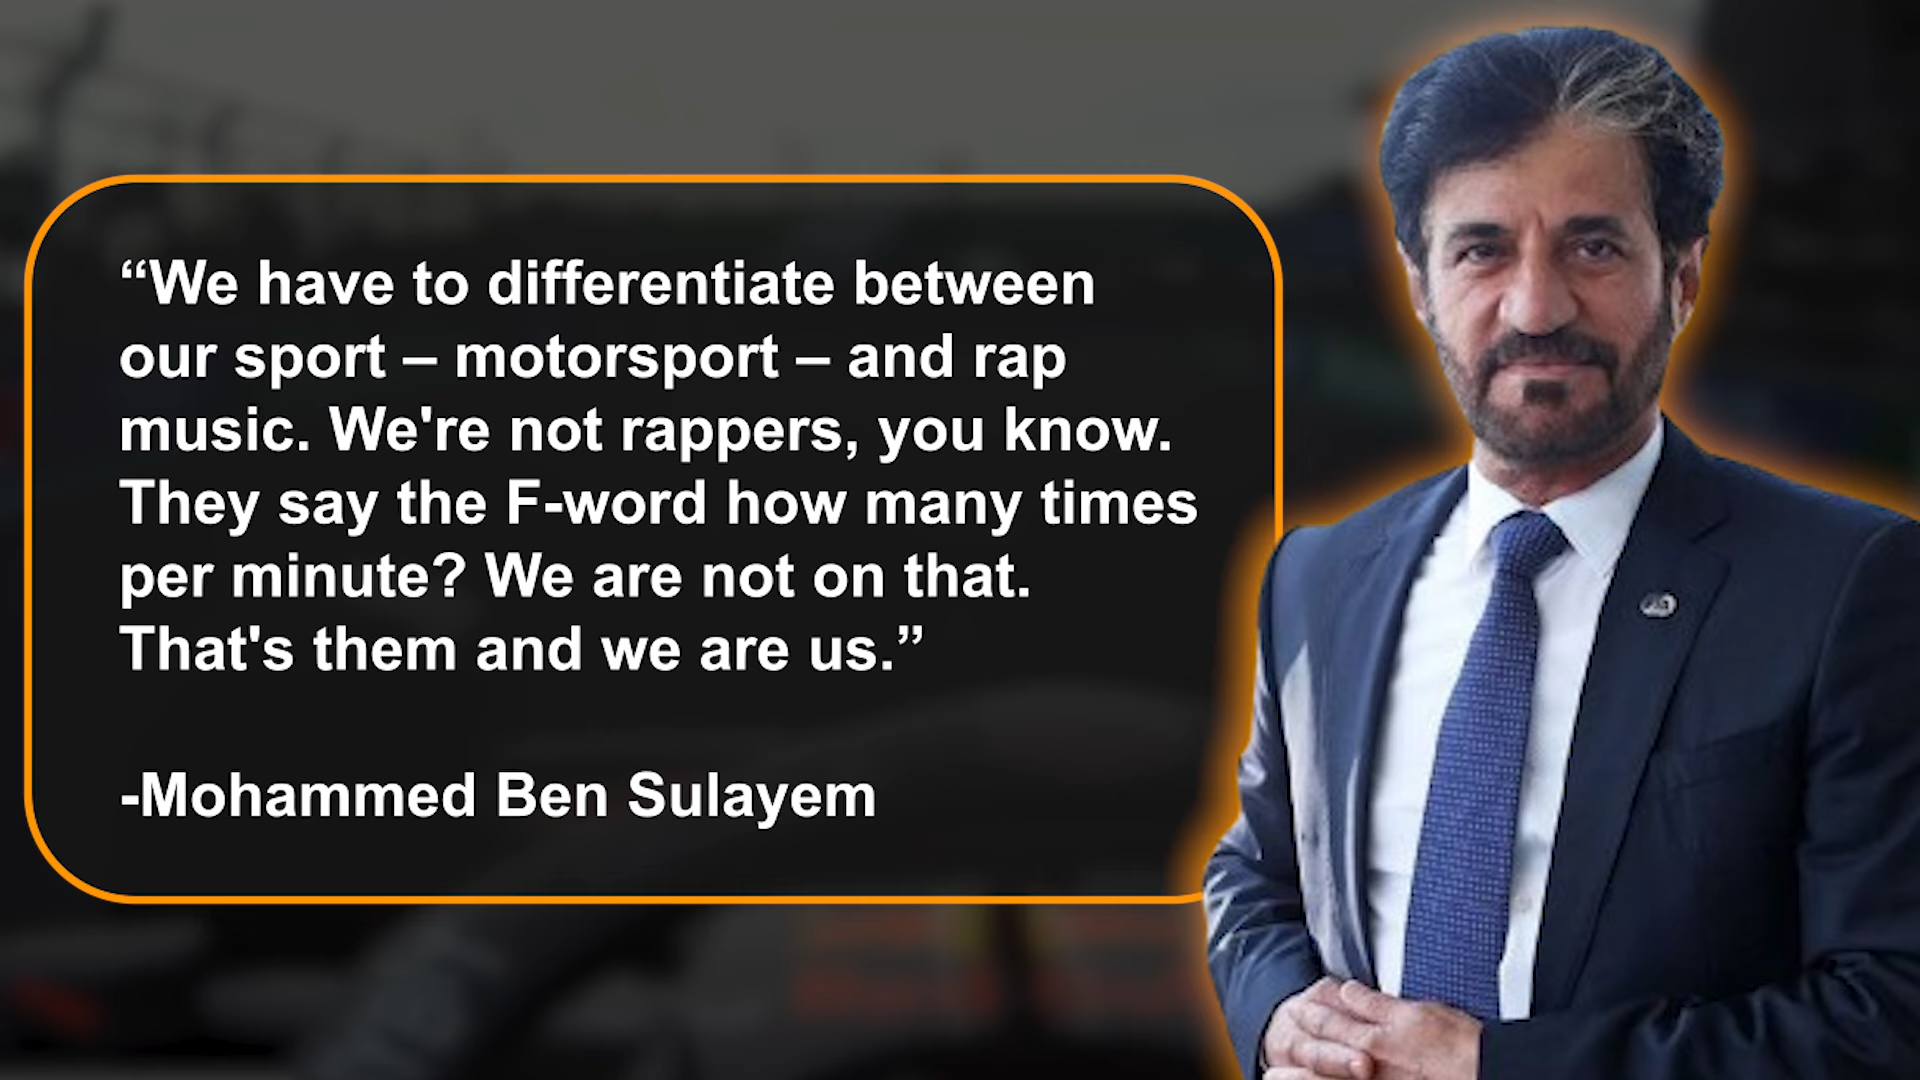 “We have to differentiate between
our sport – motorsport – and rap
music. We're not rappers, you know.
They say the F-word how many times
per minute? We are not on that.
That's them and we are us.”
-Mohammed Ben Sulayem